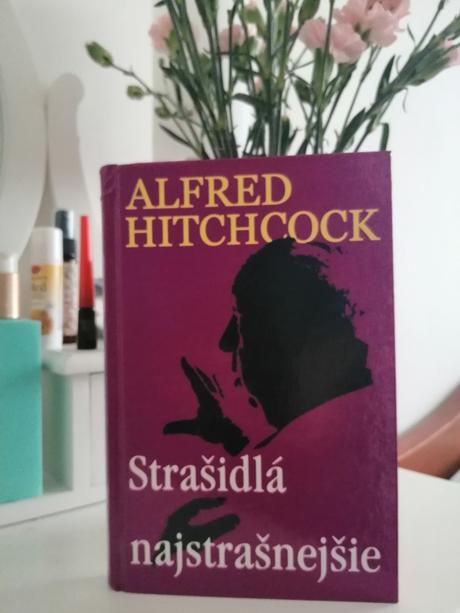 ALFRED
HITCHCOCK
Strašidlá
najstrašnejšie